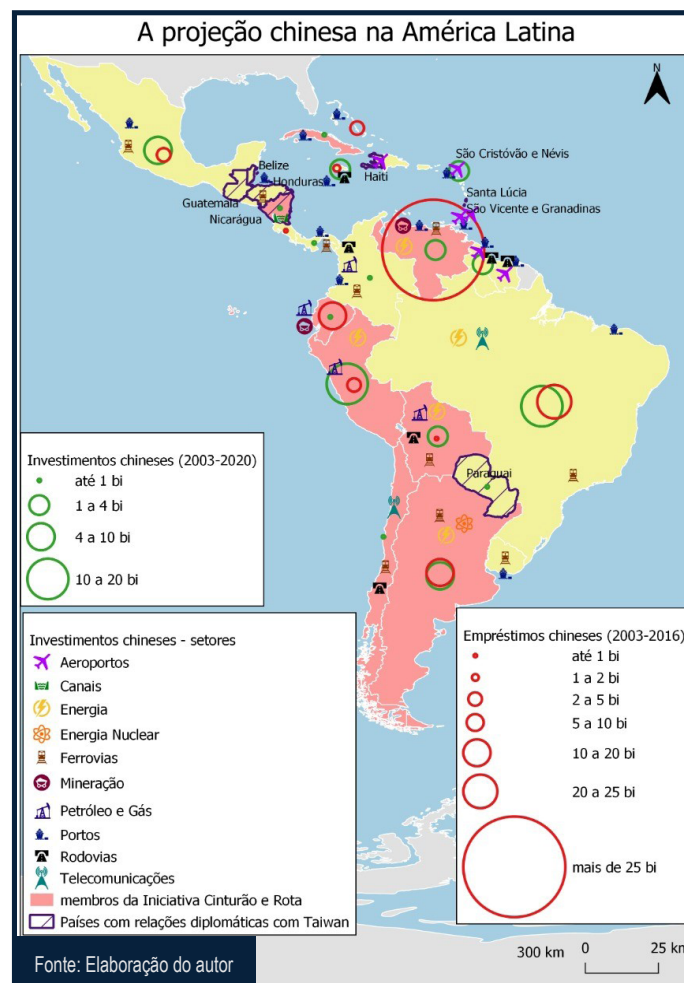 A projeção chinesa na América Latina
N
São Cristóvão e Névis
Belize
Honduras
Haiti
Guatemala
Nicarágua
Santa Lúcia
São Vicente e Granadinas
Paraguai
Investimentos chineses (2003-2020)
até 1 bi
1 a 4 bi
4 a 10 bi
10 a 20 bi
Investimentos chineses - setores
Aeroportos
Canais
Energia
Energia Nuclear
Ferrovias
Mineração
Petróleo e Gás
Portos
Rodovias
Telecomunicações
membros da Iniciativa Cinturão e Rota
Países com relações diplomáticas com Taiwan
Empréstimos chineses (2003-2016)
até 1 bi
1 a 2 bi
2 a 5 bi
5 a 10 bi
10 a 20 bi
20 a 25 bi
mais de 25 bi
300 km 0 25 km
Fonte: Elaboração do autor